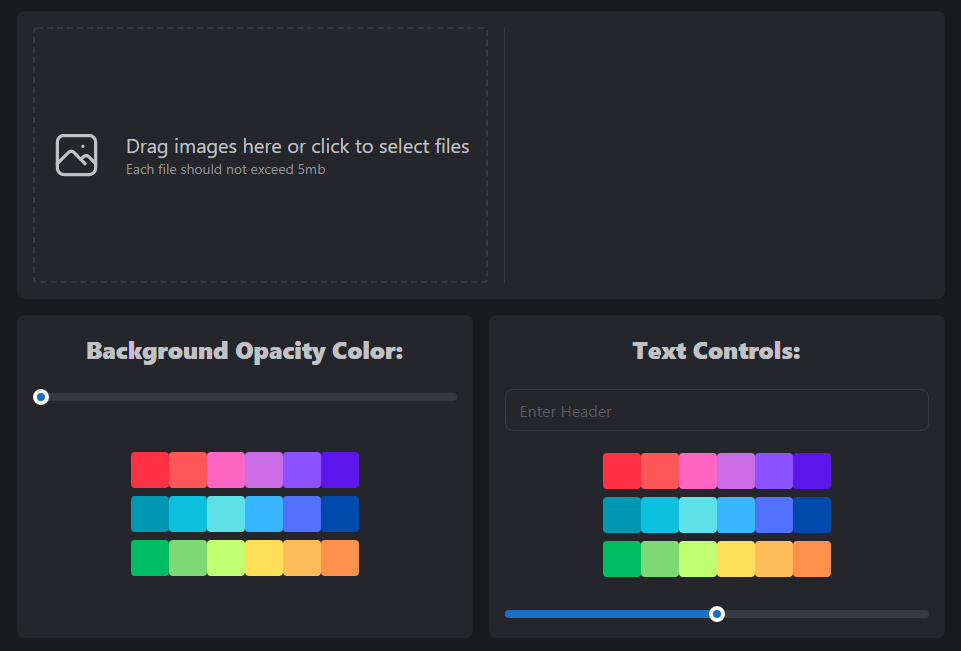 Drag images here or click to select files
Each file should not exceed 5mb
Background Opacity Color:
Text Controls:
Enter Header